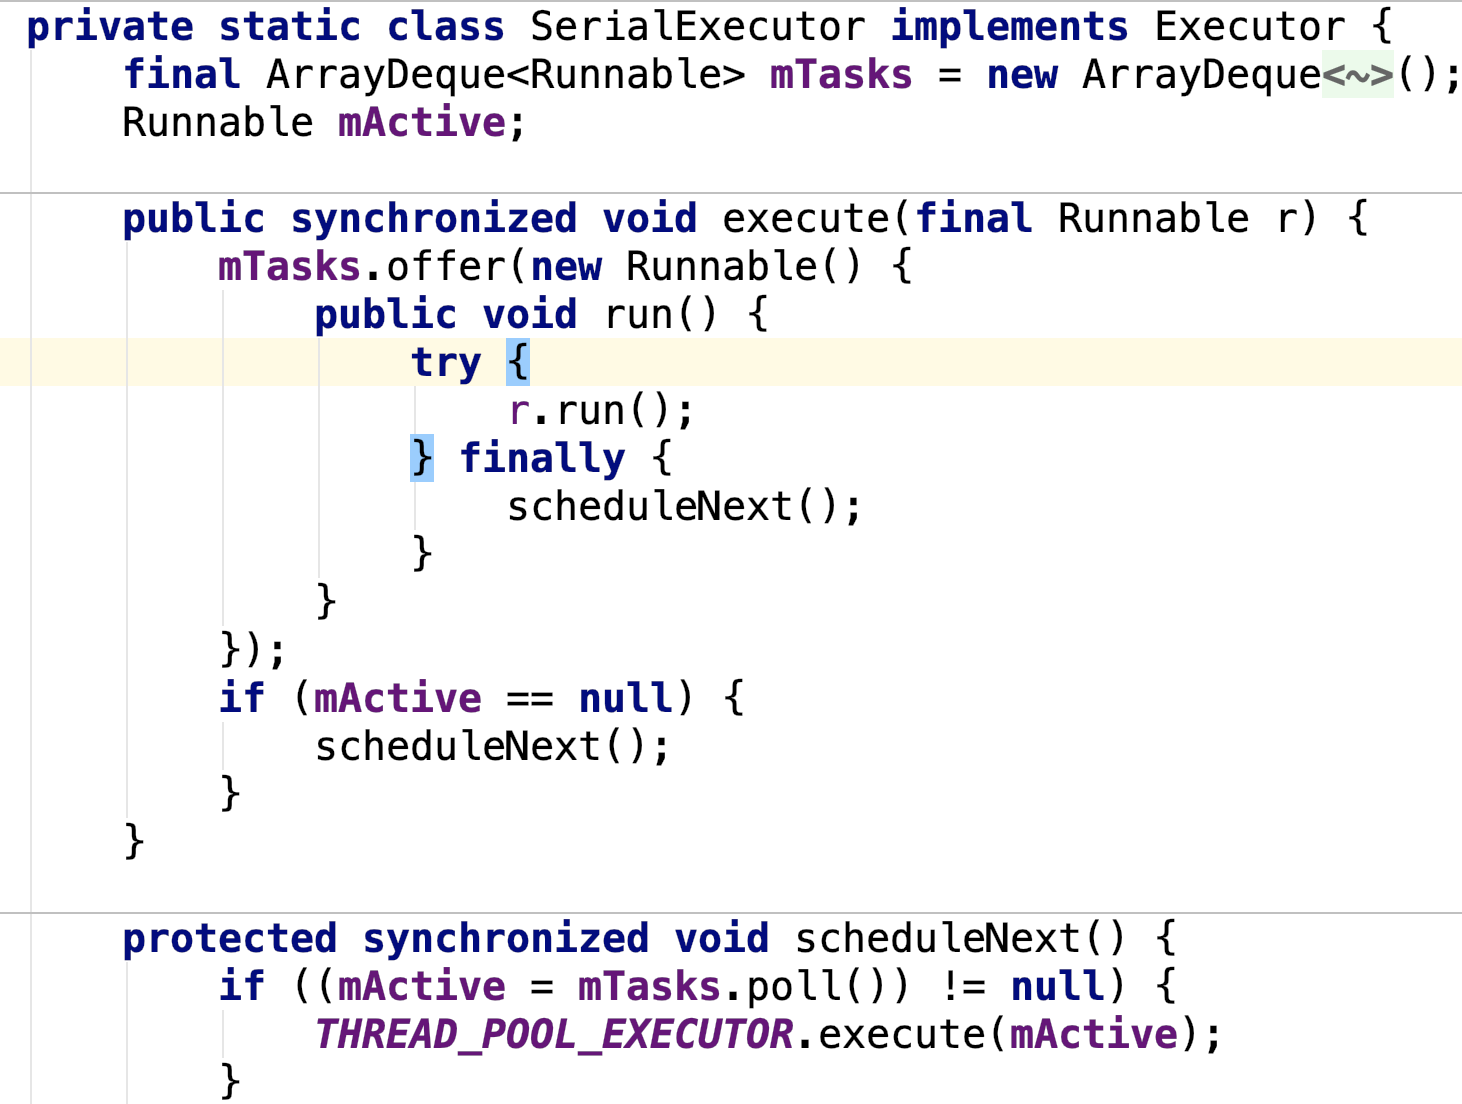 private static class SerialExecutor implements Executor {
    final ArrayDeque<Runnable> mTasks = new ArrayDeque<~>();
    Runnable mActive;

    public synchronized void execute(final Runnable r) {
        mTasks.offer(new Runnable() {
            public void run() {
                try {
                    r.run();
                } finally {
                    scheduleNext();
                }
            }
        });
        if (mActive == null) {
            scheduleNext();
        }
    }

    protected synchronized void scheduleNext() {
        if ((mActive = mTasks.poll()) != null) {
            THREAD_POOL_EXECUTOR.execute(mActive);
        }